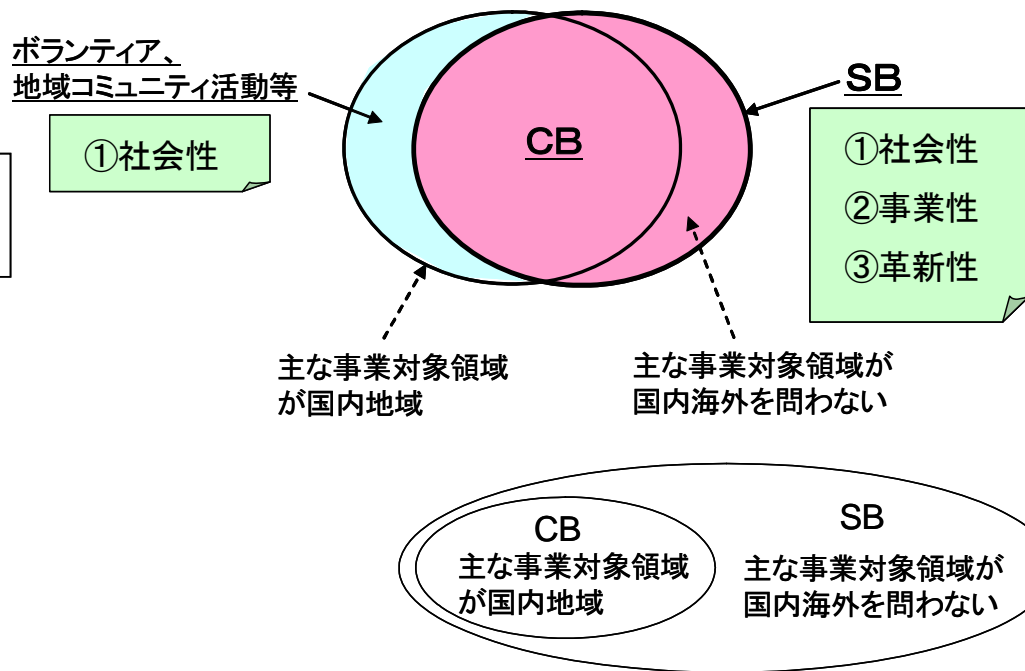 ボランティア、
地域コミュニティ活動等
①社会性
CB
SB
①社会性
②事業性
③革新性
主な事業対象領域
が国内地域
主な事業対象領域が
国内海外を問わない
CB
主な事業対象領域
が国内地域
SB
主な事業対象領域が
国内海外を問わない